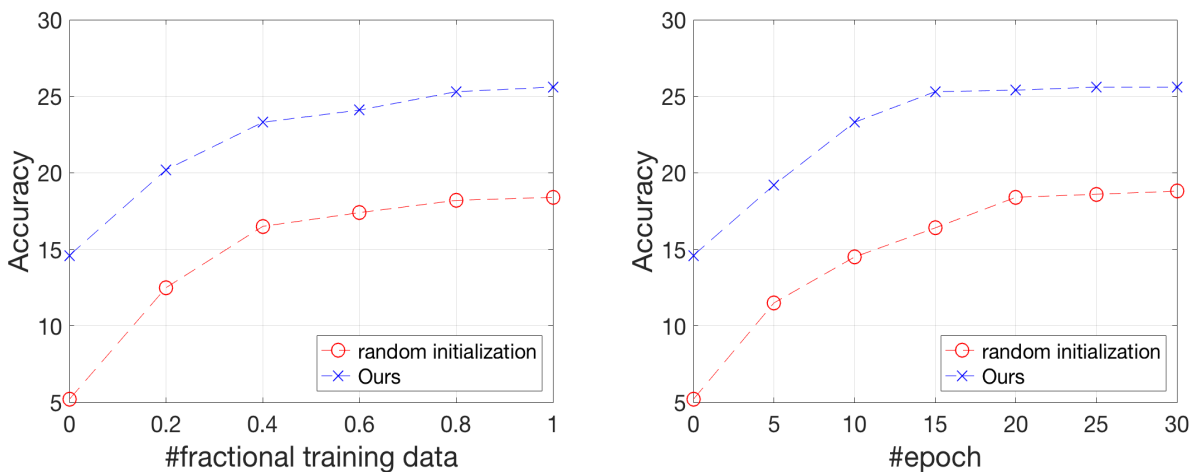 30
25
20
15
10
5
Accuracy
random initialization
Ours
0 0.2 0.4 0.6 0.8 1
#fractional training data
30
25
20
15
10
5
Accuracy
random initialization
Ours
0 5 10 15 20 25 30
#epoch